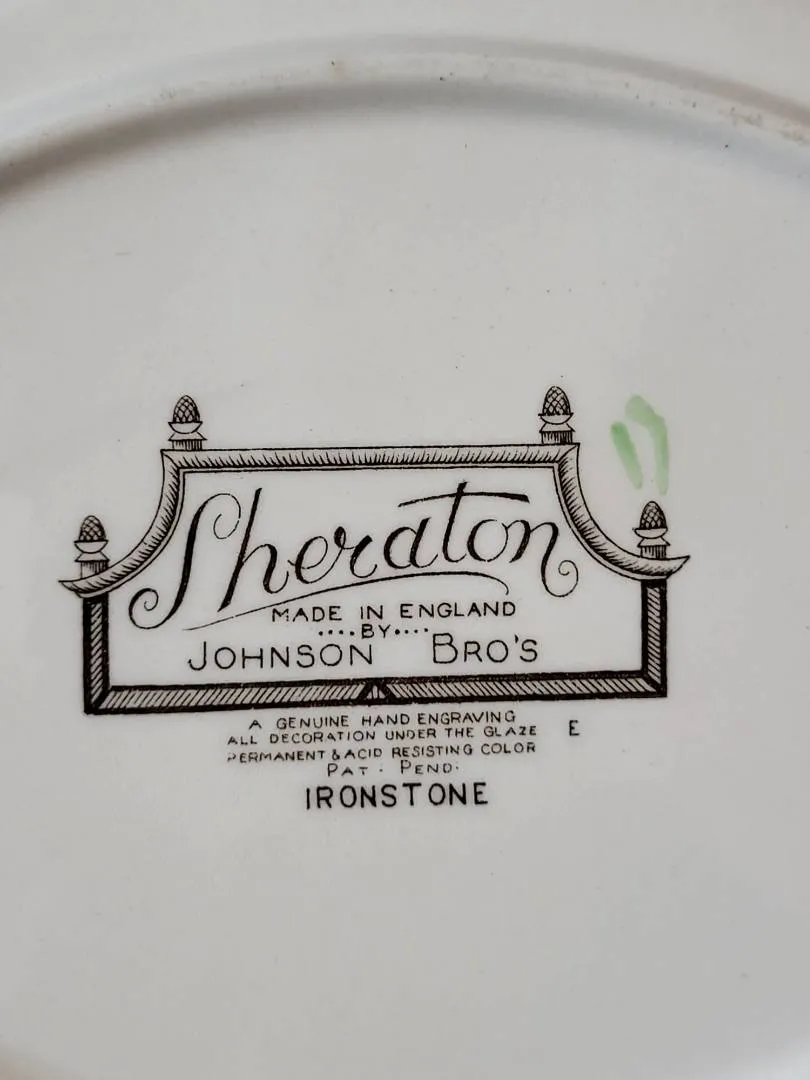 Sheraton
MADE IN ENGLAND
····BY····
JOHNSON BRO'S
A GENUINE HAND ENGRAVING
ALL DECORATION UNDER THE GLAZE E
PERMANENT & ACID RESISTING COLOR
PAT· PEND·
IRONSTONE